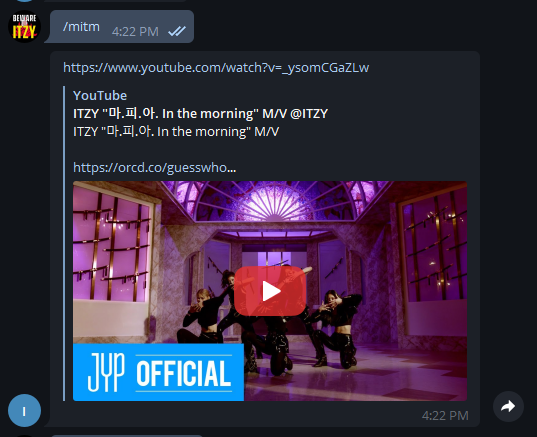 BEWARE
ITZY
/mitm
4:22 PM
https://www.youtube.com/watch?v=_ysomCGaZLw
YouTube
ITZY "마.피.아. In the morning" M/V @ITZY
ITZY "마.피.아. In the morning" M/V
https://orcd.co/guesswho...
JYP OFFICIAL
I
4:22 PM